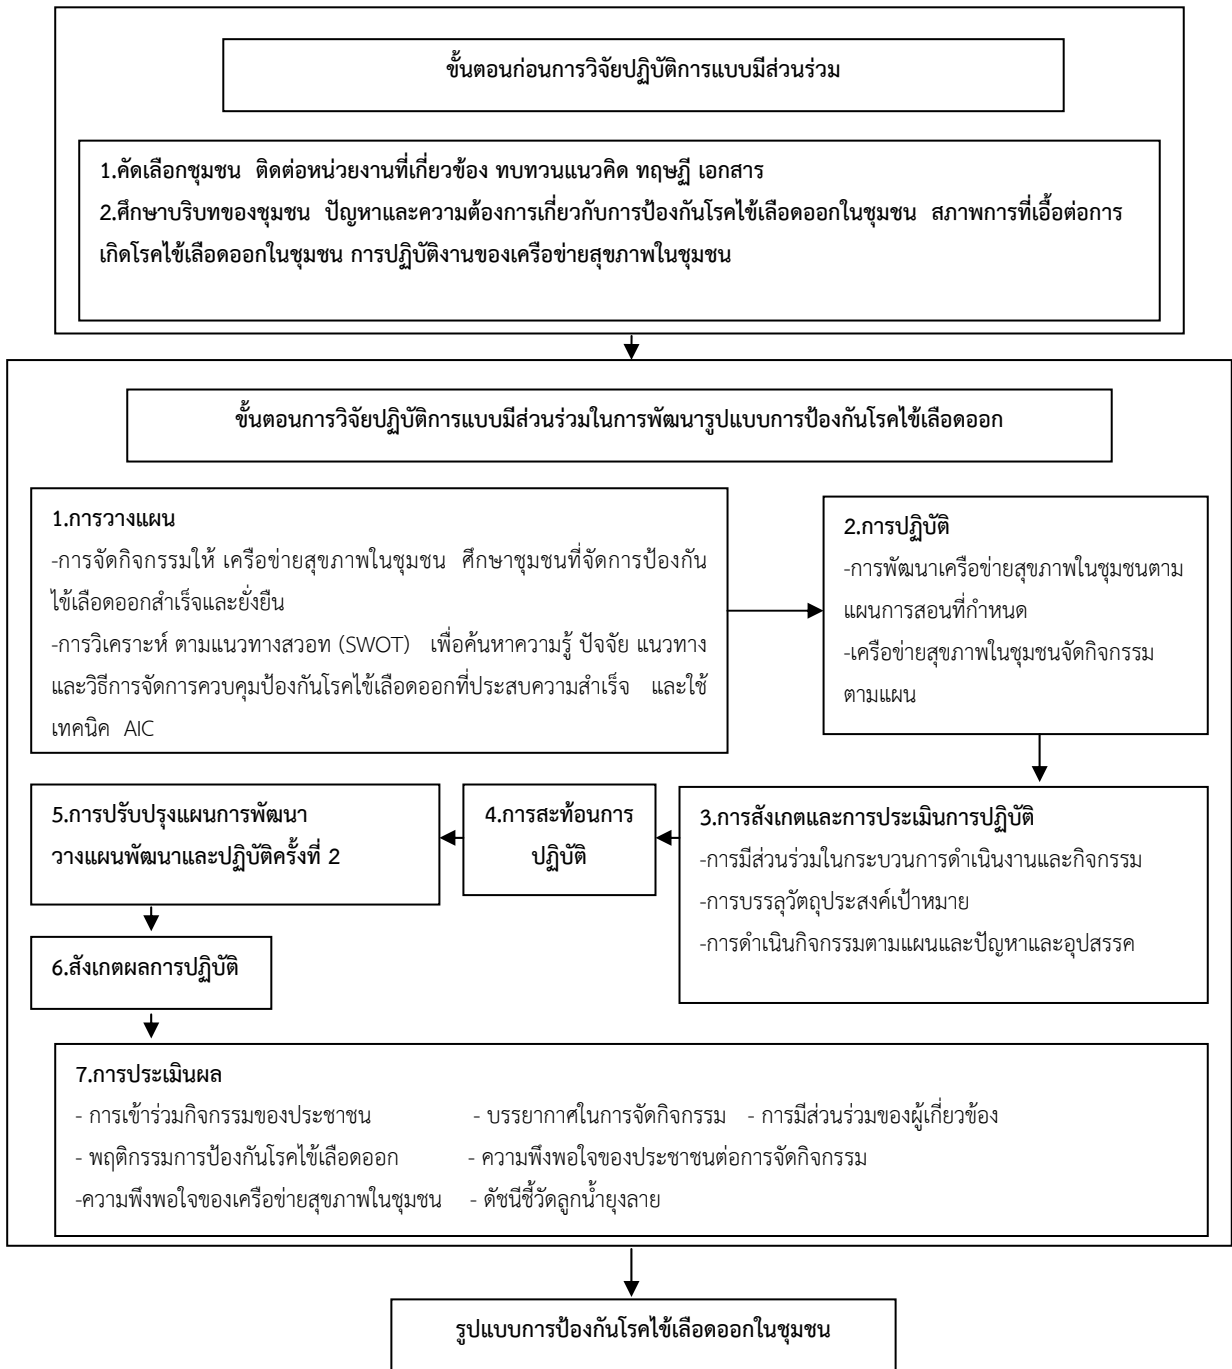 ขั้นตอนก่อนการวิจัยปฏิบัติการแบบมีส่วนร่วม
1.คัดเลือกชุมชน ติดต่อหน่วยงานที่เกี่ยวข้อง ทบทวนแนวคิด ทฤษฎี เอกสาร
2.ศึกษาบริบทของชุมชน ปัญหาและความต้องการเกี่ยวกับการป้องกันโรคไข้เลือดออกในชุมชน สภาพการที่เอื้อต่อการ
เกิดโรคไข้เลือดออกในชุมชน การปฏิบัติงานของเครือข่ายสุขภาพในชุมชน
ขั้นตอนการวิจัยปฏิบัติการแบบมีส่วนร่วมในการพัฒนารูปแบบการป้องกันโรคไข้เลือดออก
1.การวางแผน
-การจัดกิจกรรมให้ เครือข่ายสุขภาพในชุมชน ศึกษาชุมชนที่จัดการป้องกัน
ไข้เลือดออกสำเร็จและยั่งยืน
-การวิเคราะห์ ตามแนวทางสวอท (SWOT) เพื่อค้นหาความรู้ ปัจจัย แนวทาง
และวิธีการจัดการควบคุมป้องกันโรคไข้เลือดออกที่ประสบความสำเร็จ และใช้
เทคนิค AIC
2.การปฏิบัติ
-การพัฒนาเครือข่ายสุขภาพในชุมชนตาม
แผนการสอนที่กำหนด
-เครือข่ายสุขภาพในชุมชนจัดกิจกรรม
ตามแผน
3.การสังเกตและการประเมินการปฏิบัติ
-การมีส่วนร่วมในกระบวนการดำเนินงานและกิจกรรม
-การบรรลุวัตถุประสงค์เป้าหมาย
-การดำเนินกิจกรรมตามแผนและปัญหาและอุปสรรค
4.การสะท้อนการ
ปฏิบัติ
5.การปรับปรุงแผนการพัฒนา
วางแผนพัฒนาและปฏิบัติครั้งที่ 2
6.สังเกตผลการปฏิบัติ
7.การประเมินผล
- การเข้าร่วมกิจกรรมของประชาชน - บรรยากาศในการจัดกิจกรรม - การมีส่วนร่วมของผู้เกี่ยวข้อง
- พฤติกรรมการป้องกันโรคไข้เลือดออก - ความพึงพอใจของประชาชนต่อการจัดกิจกรรม
-ความพึงพอใจของเครือข่ายสุขภาพในชุมชน - ดัชนีชี้วัดลูกน้ำยุงลาย
รูปแบบการป้องกันโรคไข้เลือดออกในชุมชน